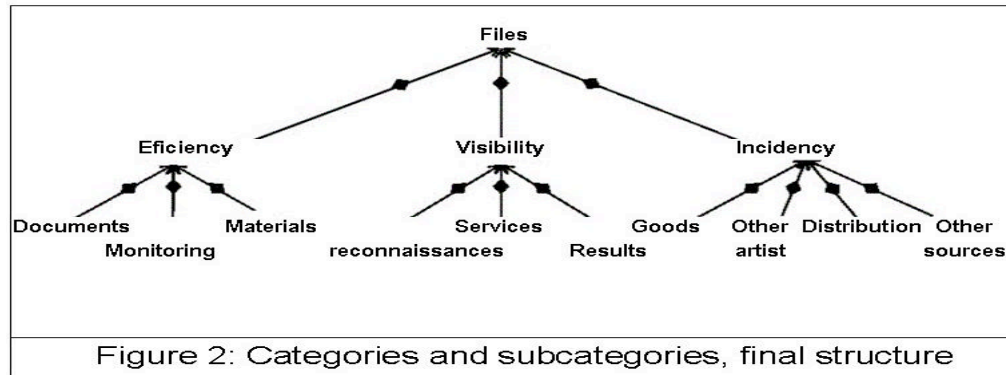 Files
Eficiency Visibility Incidency
Documents Materials Services Goods Other Distribution Other
Monitoring reconnaissances Results artist sources
Figure 2: Categories and subcategories, final structure